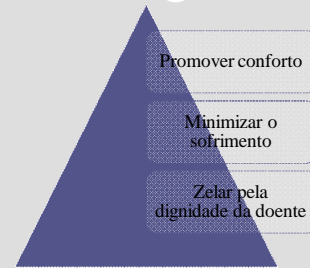 Promover conforto
Minimizar o
sofrimento
Zelar pela
dignidade da doente